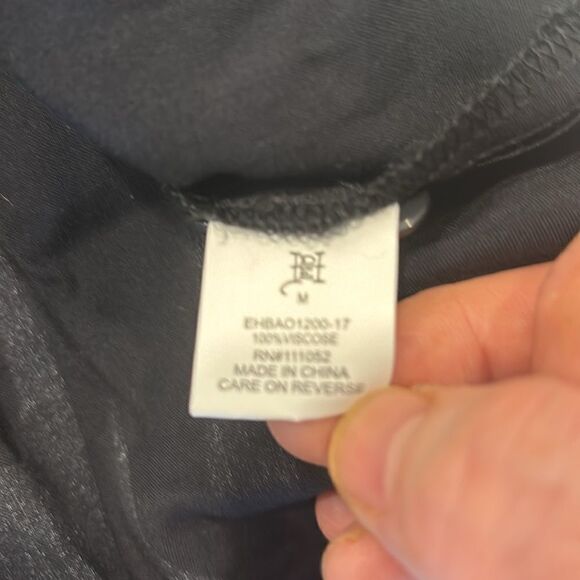 M
EHBAO1200-17
100%VISCOSE
RN#111052
MADE IN CHINA
CARE ON REVERSE